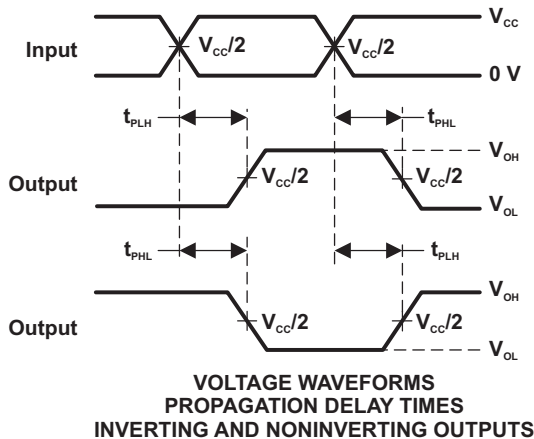 V_CC
Input V_CC/2 V_CC/2
0 V
t_PLH t_PHL
V_OH
Output V_CC/2 V_CC/2
V_OL
t_PHL t_PLH
V_OH
Output V_CC/2 V_CC/2
V_OL
VOLTAGE WAVEFORMS
PROPAGATION DELAY TIMES
INVERTING AND NONINVERTING OUTPUTS